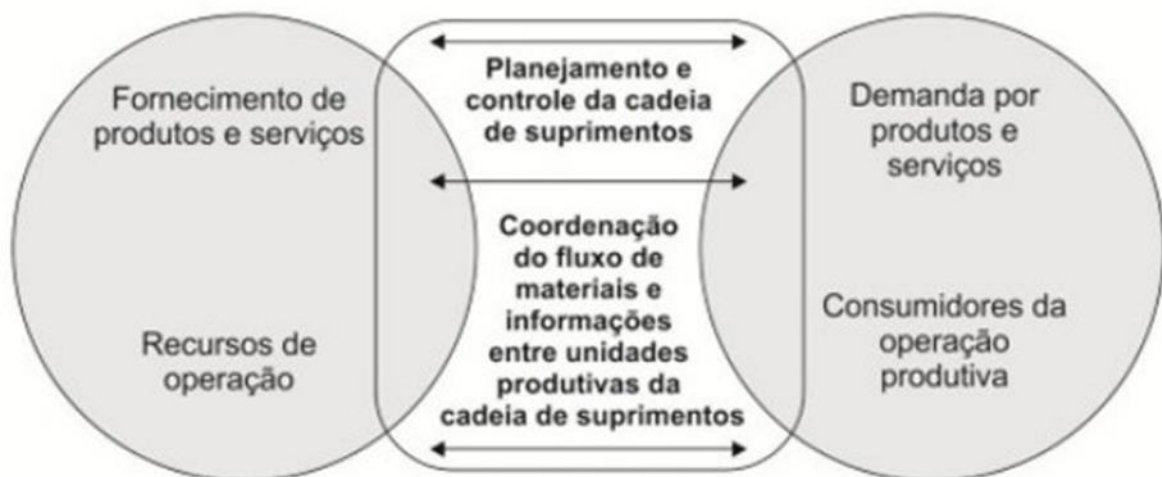 Fornecimento de
produtos e serviços
Recursos de
operação
Planejamento e
controle da cadeia
de suprimentos
Coordenação
do fluxo de
materiais e
informações
entre unidades
produtivas da
cadeia de suprimentos
Demanda por
produtos e
serviços
Consumidores da
operação
produtiva